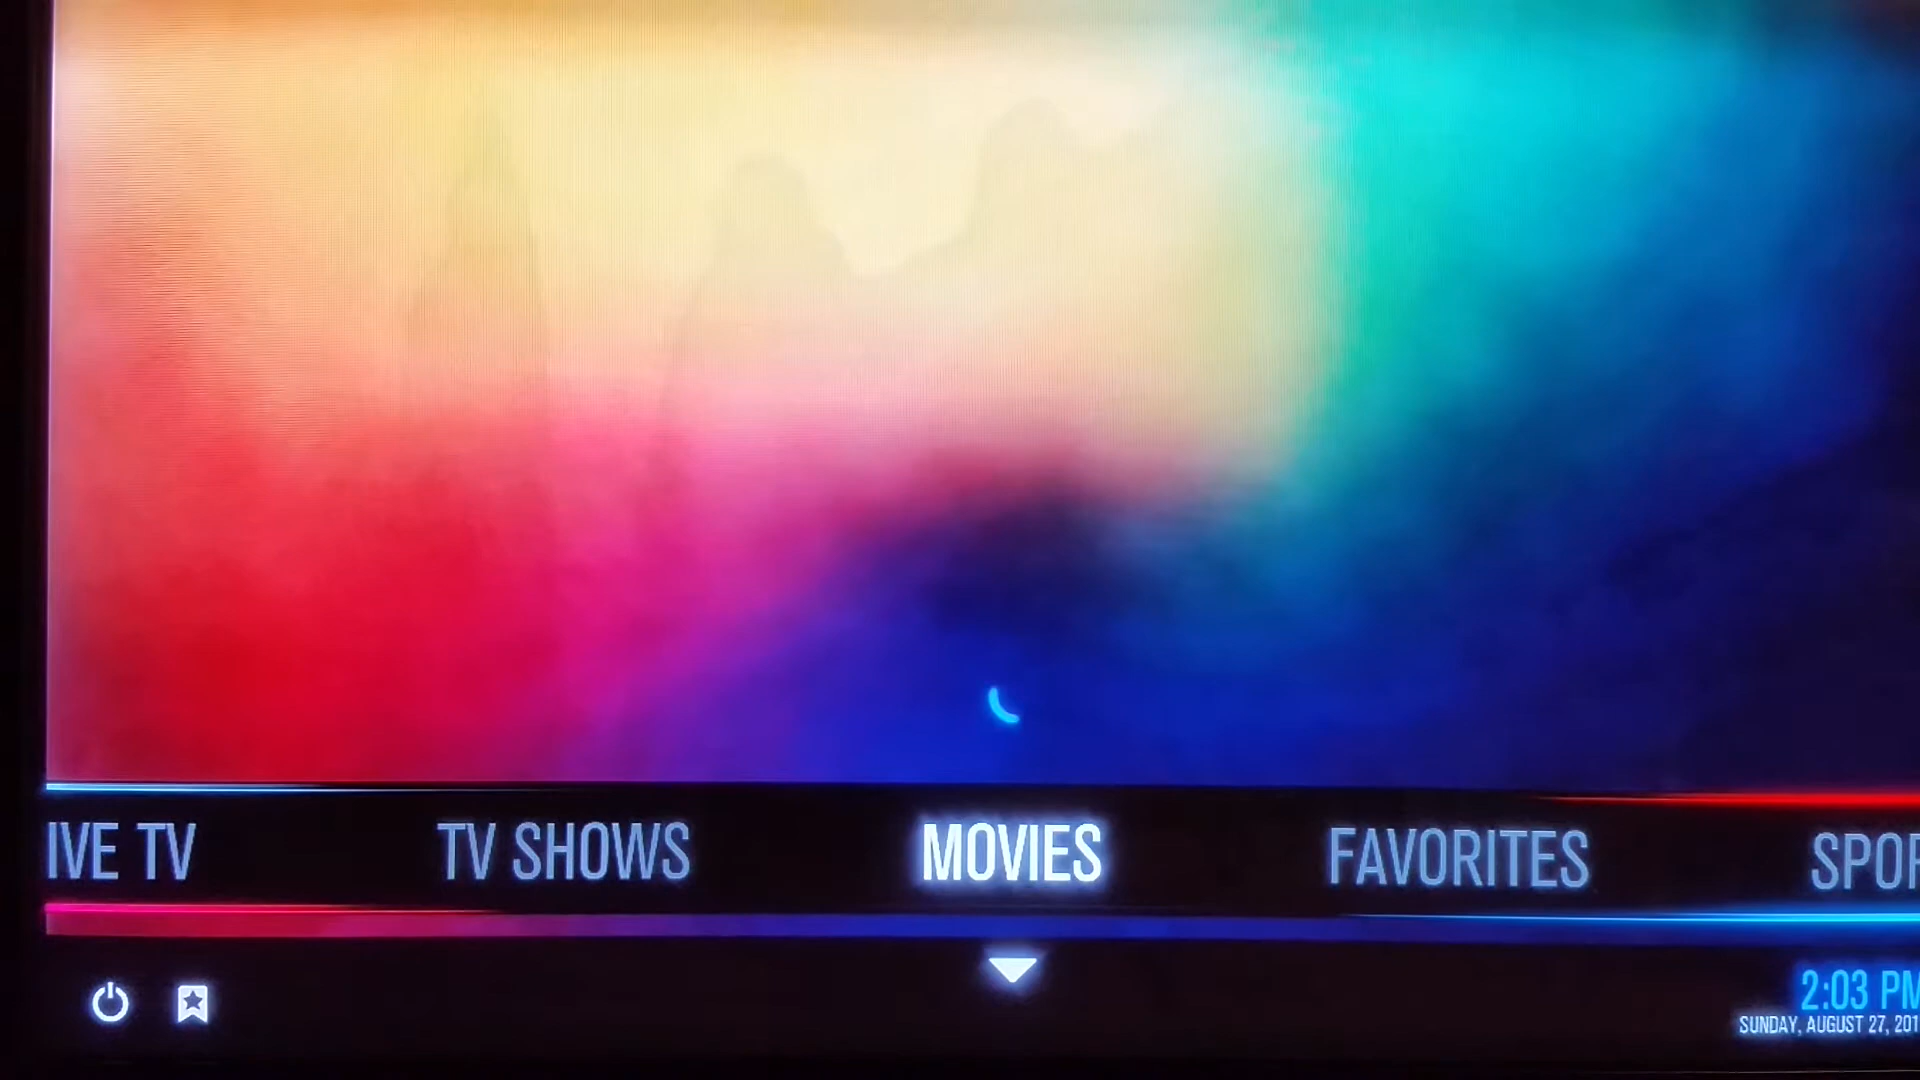 IVE TV TV SHOWS MOVIES FAVORITES SPOR
2:03 PM
SUNDAY, AUGUST 27, 201